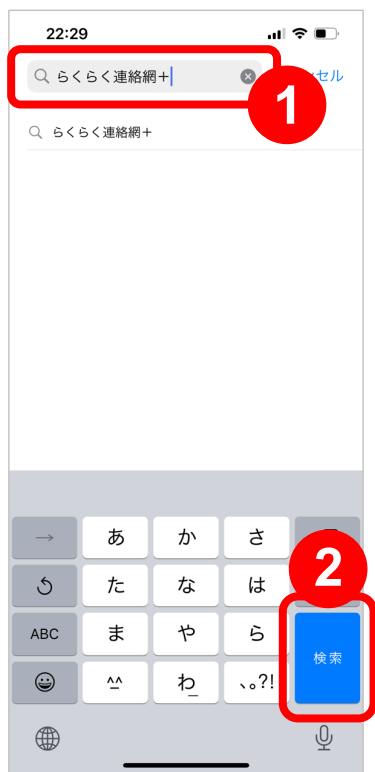 22:29
らくらく連絡網+
セル
1
らくらく連絡網+
→ あ か さ
2
た な は
ABC ま や ら
検索
^^ わ_ 、。?!